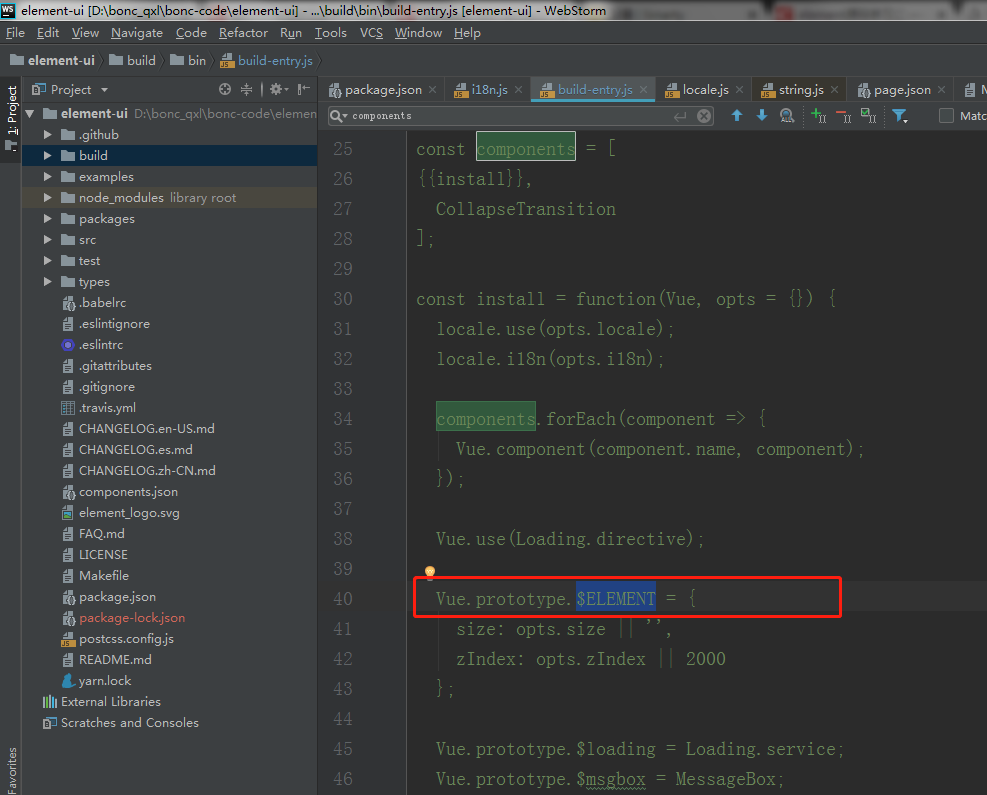 WS element-ui [D:\bonc_qxl\bonc-code\element-ui] - ...\build\bin\build-entry.js [element-ui] - WebStorm
File Edit View Navigate Code Refactor Run Tools VCS Window Help
element-ui build bin build-entry.js
1: Project
Project
package.json i18n.js build-entry.js locale.js string.js page.json
components
Matc
element-ui D:\bonc_qxl\bonc-code\elemen
.github
build
examples
node_modules library root
packages
src
test
types
.babelrc
.eslintignore
.eslintrc
.gitattributes
.gitignore
.travis.yml
CHANGELOG.en-US.md
CHANGELOG.es.md
CHANGELOG.zh-CN.md
components.json
element_logo.svg
FAQ.md
LICENSE
Makefile
package.json
package-lock.json
postcss.config.js
README.md
yarn.lock
External Libraries
Scratches and Consoles
Favorites
25 const components = [
26 {{install}},
27 CollapseTransition
28 ];
29
30 const install = function(Vue, opts = {}) {
31 locale.use(opts.locale);
32 locale.i18n(opts.i18n);
33
34 components.forEach(component => {
35 Vue.component(component.name, component);
36 });
37
38 Vue.use(Loading.directive);
39
40 Vue.prototype.$ELEMENT = {
41 size: opts.size || '',
42 zIndex: opts.zIndex || 2000
43 };
44
45 Vue.prototype.$loading = Loading.service;
46 Vue.prototype.$msgbox = MessageBox;